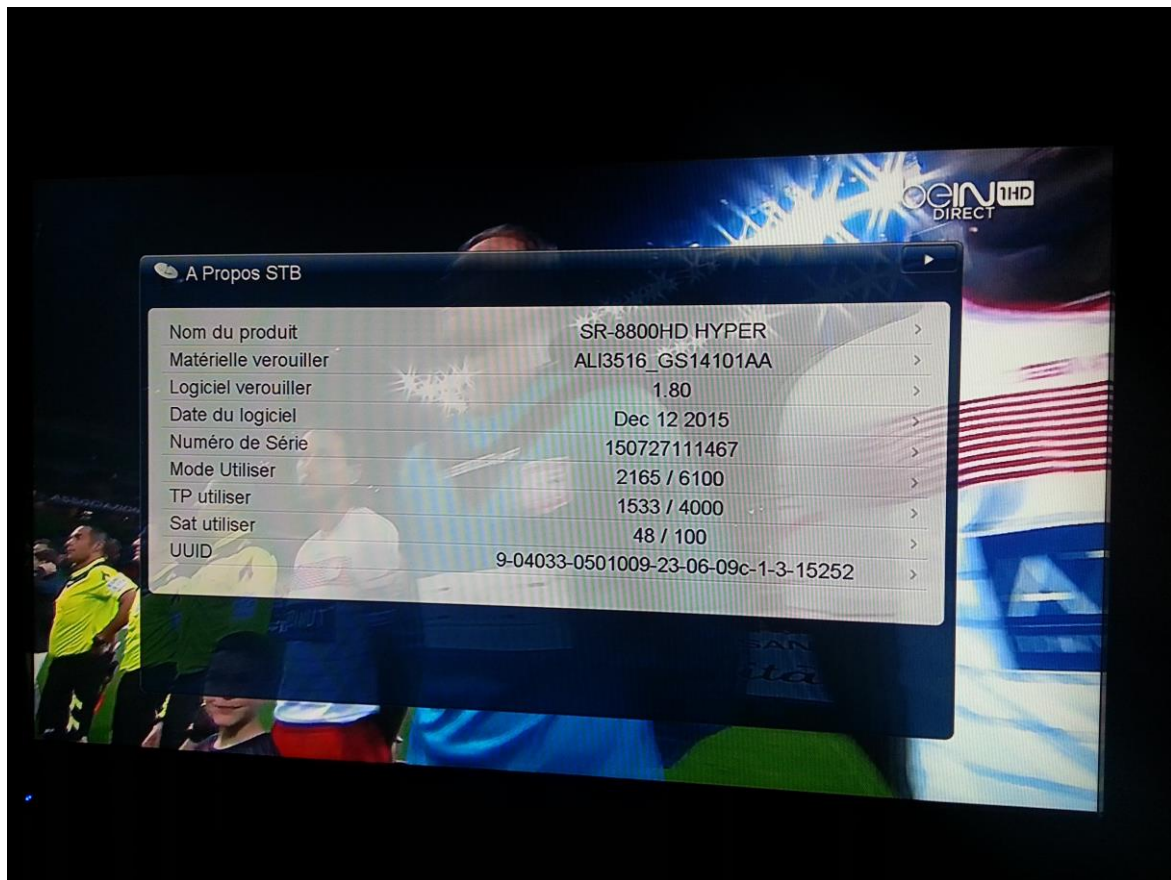 beIN 1HD
DIRECT
A Propos STB
Nom du produit SR-8800HD HYPER
Matérielle verouiller ALI3516_GS14101AA
Logiciel verouiller 1.80
Date du logiciel Dec 12 2015
Numéro de Série 150727111467
Mode Utiliser 2165 / 6100
TP utiliser 1533 / 4000
Sat utiliser 48 / 100
UUID 9-04033-0501009-23-06-09c-1-3-15252
A